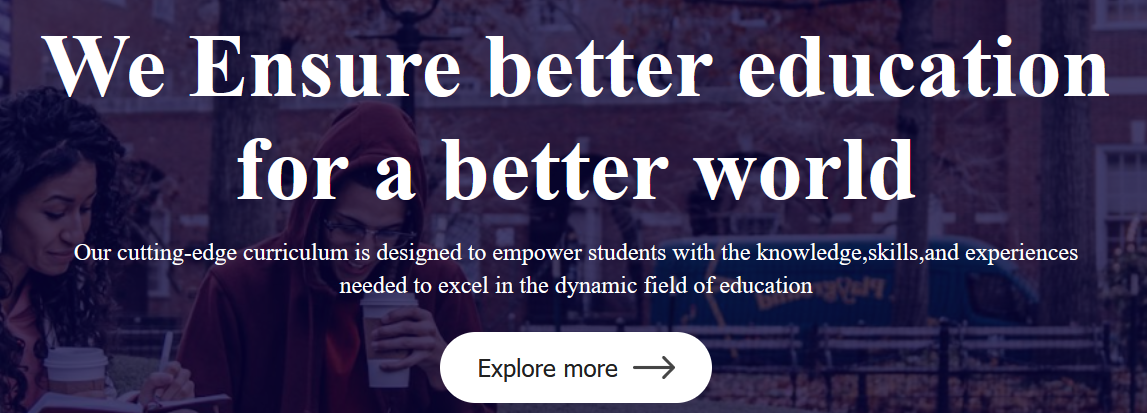 We Ensure better education
for a better world
Our cutting-edge curriculum is designed to empower students with the knowledge,skills,and experiences
needed to excel in the dynamic field of education
Explore more